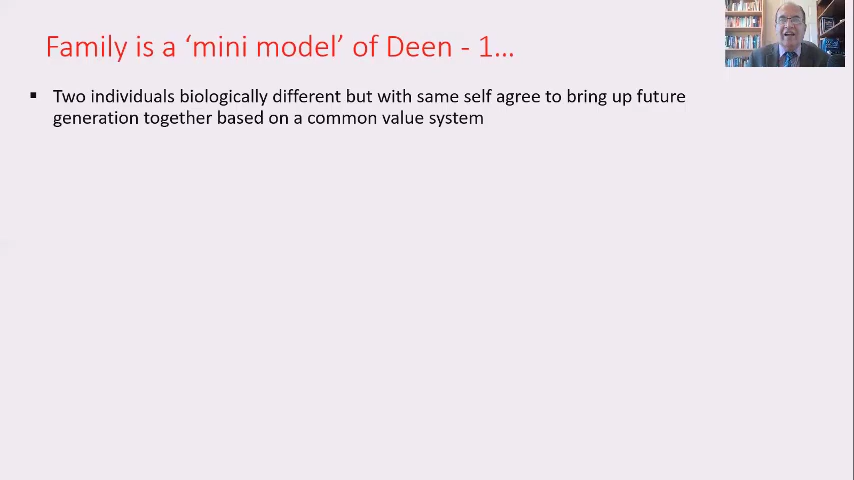 Family is a ‘mini model’ of Deen - 1…
▪ Two individuals biologically different but with same self agree to bring up future
generation together based on a common value system